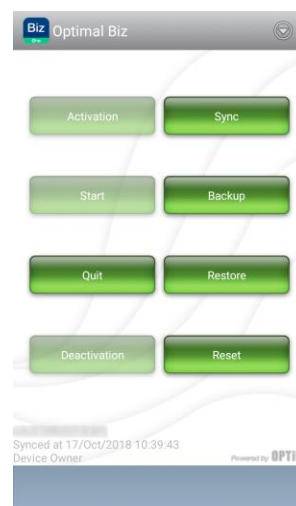 Biz
Optimal Biz
Activation
Sync
Start
Backup
Quit
Restore
Deactivation
Reset
Synced at 17/Oct/2018 10:39:43
Device Owner
Powered by OPTi